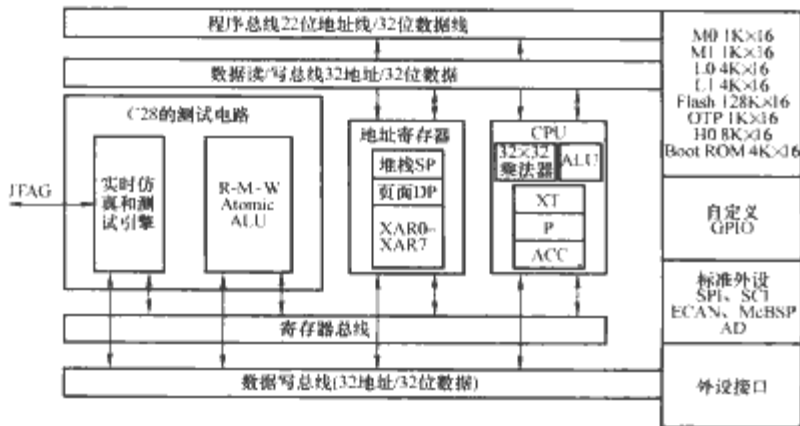 程序总线22位地址线/32位数据线
数据读/写总线32地址/32位数据
C28的测试电路
JTAG
实时仿
真和测
试引擎
R-M-W
Atomic
ALU
地址寄存器
堆栈SP
页面DP
XAR0~
XAR7
CPU
32×32
乘法器
ALU
XT
P
ACC
寄存器总线
数据写总线(32地址/32位数据)
M0 1K×16
M1 1K×16
L0 4K×16
L1 4K×16
Flash 128K×16
OTP 1K×16
H0 8K×16
Boot ROM 4K×16
自定义
GPIO
标准外设
SPI、SCI
ECAN、McBSP
AD
外设接口